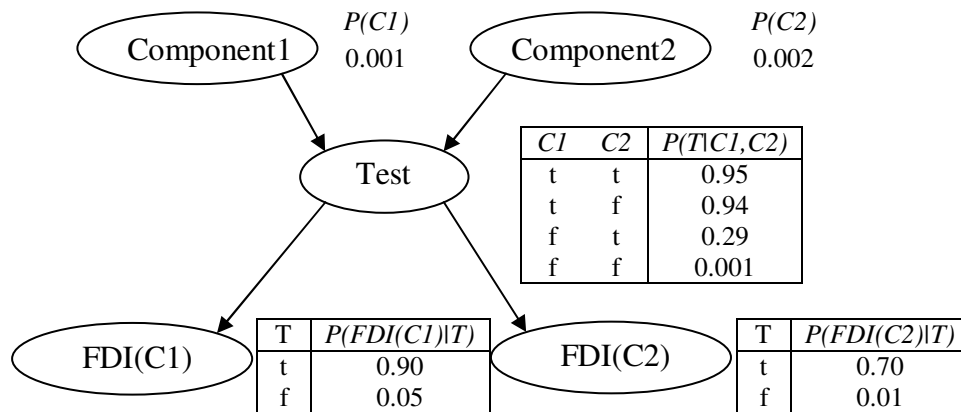 Component1
P(C1)
0.001
Component2
P(C2)
0.002
Test
C1 C2 P(T|C1,C2)
t t 0.95
t f 0.94
f t 0.29
f f 0.001
FDI(C1)
T P(FDI(C1)|T)
t 0.90
f 0.05
FDI(C2)
T P(FDI(C2)|T)
t 0.70
f 0.01